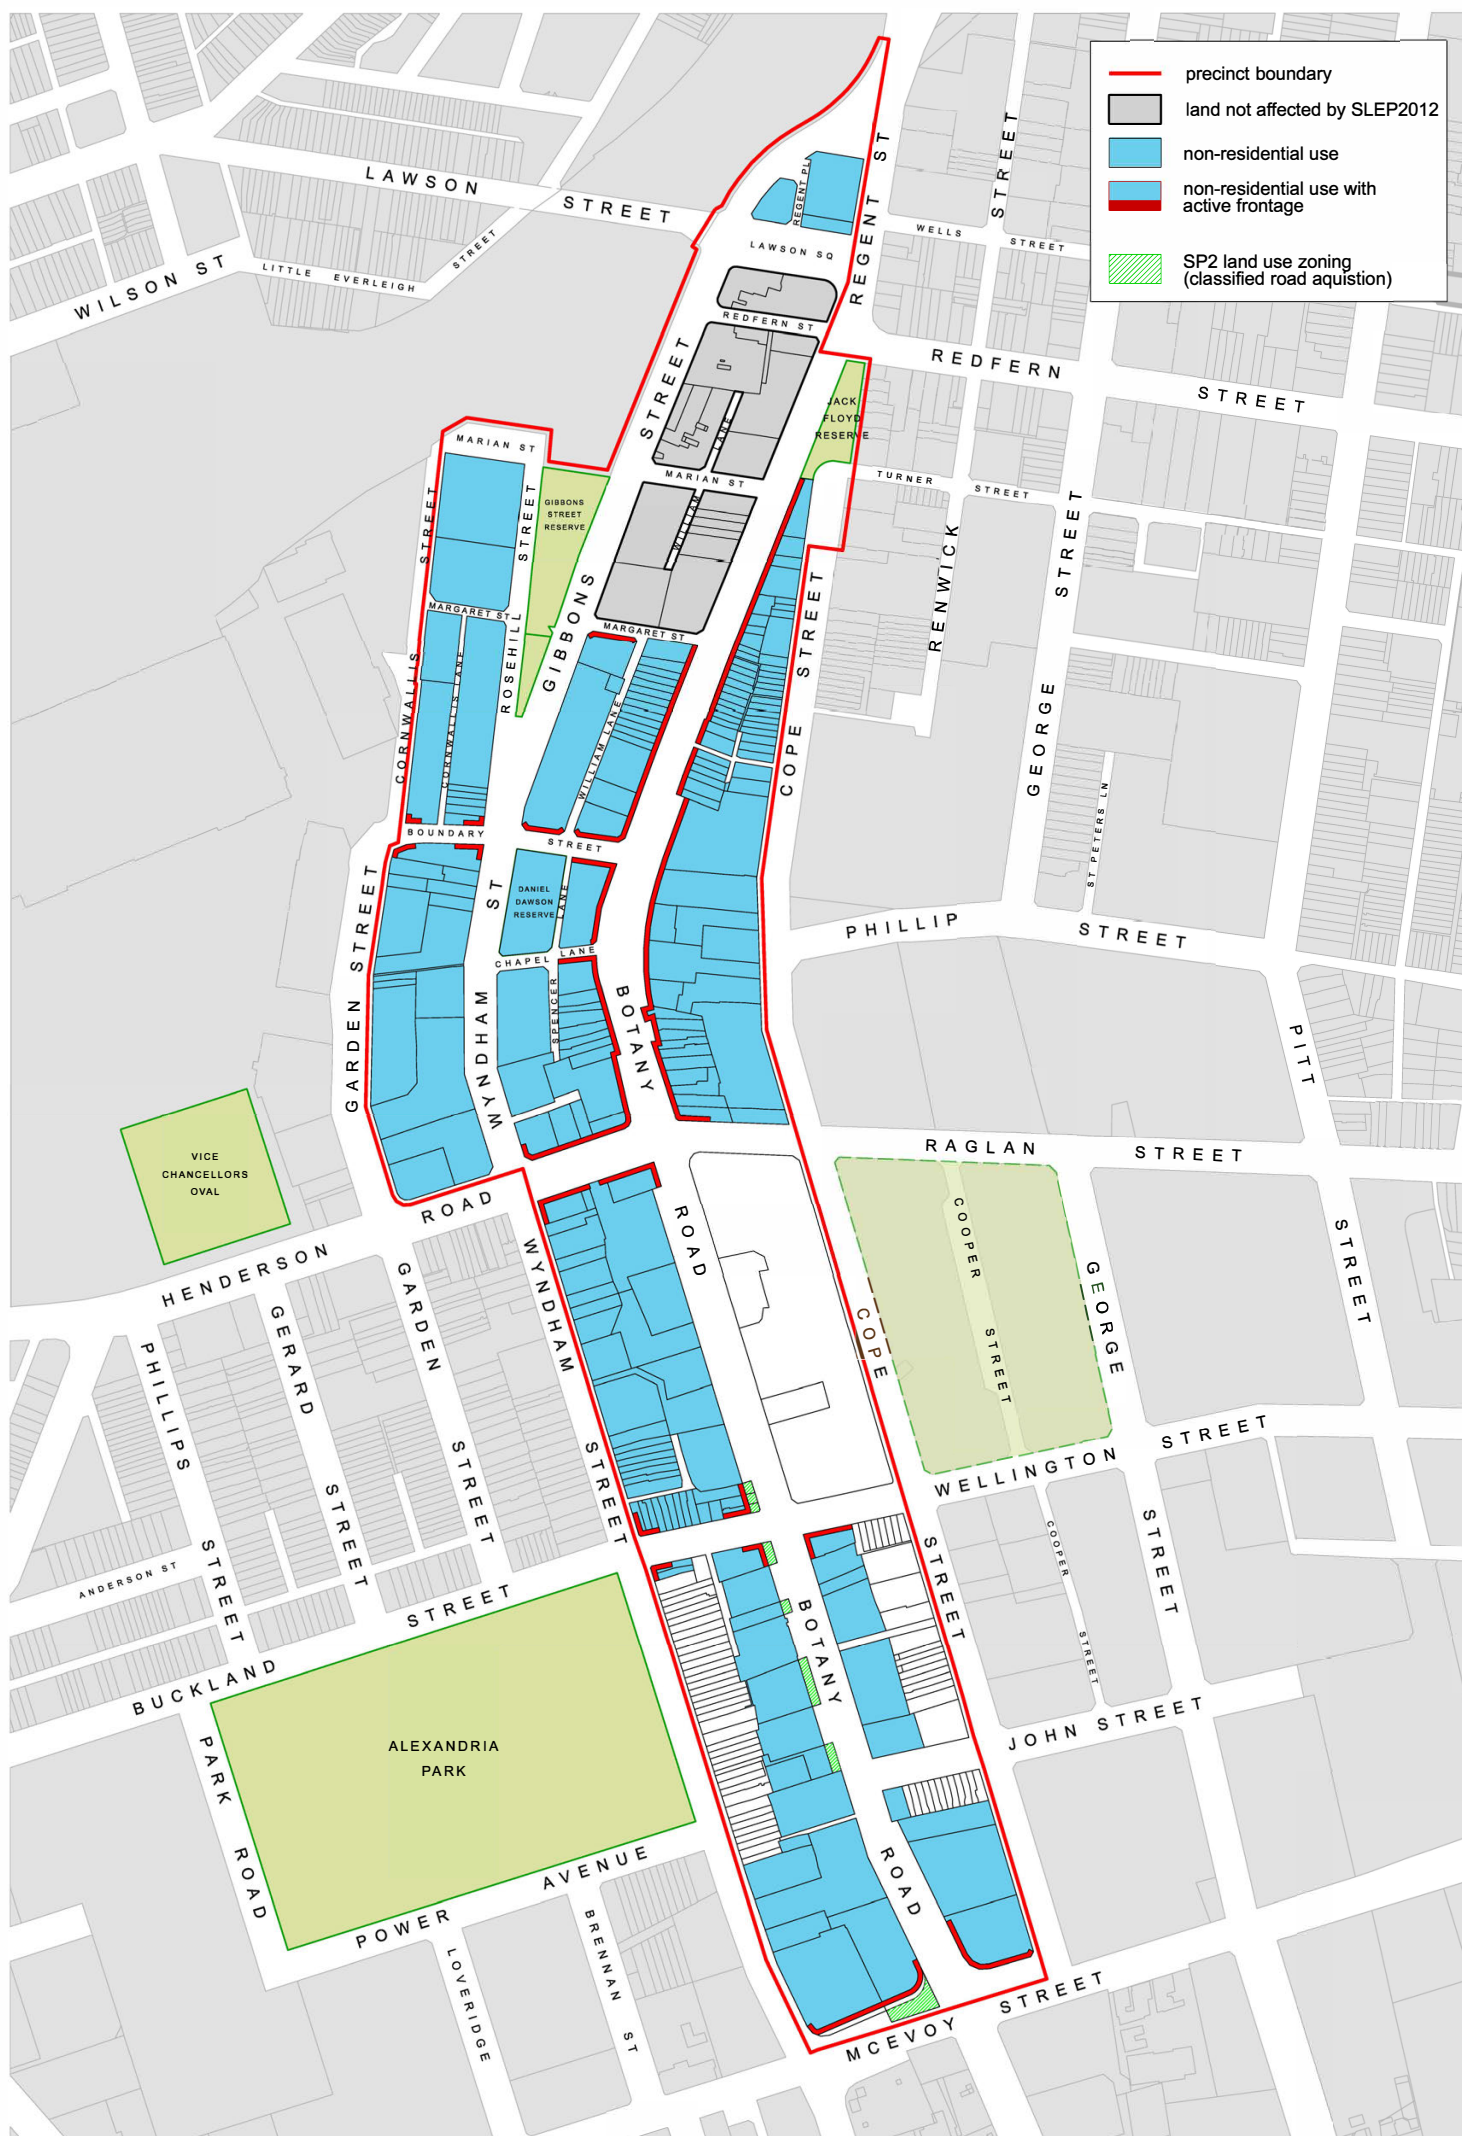 precinct boundary
land not affected by SLEP2012
non-residential use
non-residential use with
active frontage
SP2 land use zoning
(classified road aquistion)
LAWSON STREET
WILSON ST
LITTLE EVERLEIGH STREET
REGENT PL
REGENT ST
LAWSON SQ
WELLS STREET
STREET
REDFERN ST
REDFERN STREET
JACK
FLOYD
RESERVE
STREET
LANE
MARIAN ST
MARIAN ST
TURNER STREET
GIBBONS
STREET
RESERVE
WILLIAM
STREET
STREET
GIBBONS
MARGARET ST
MARGARET ST
RENWICK
STREET
GEORGE
COPE STREET
CORNWALLIS
CORNWALLIS LANE
ROSEHILL
WILLIAM LANE
ST PETERS LN
BOUNDARY STREET
DANIEL
DAWSON
RESERVE
LANE
GARDEN STREET
WYNDHAM ST
CHAPEL LANE
SPENCER
BOTANY
PHILLIP STREET
PITT STREET
VICE
CHANCELLORS
OVAL
RAGLAN STREET
HENDERSON ROAD
WYNDHAM STREET
ROAD
COPE STREET
COOPER STREET
GEORGE STREET
GERARD STREET
GARDEN STREET
PHILLIPS STREET
WELLINGTON STREET
ANDERSON ST
COOPER STREET
BUCKLAND STREET
BOTANY ROAD
JOHN STREET
PARK ROAD
ALEXANDRIA
PARK
POWER AVENUE
LOVERIDGE
BRENNAN ST
MCEVOY STREET